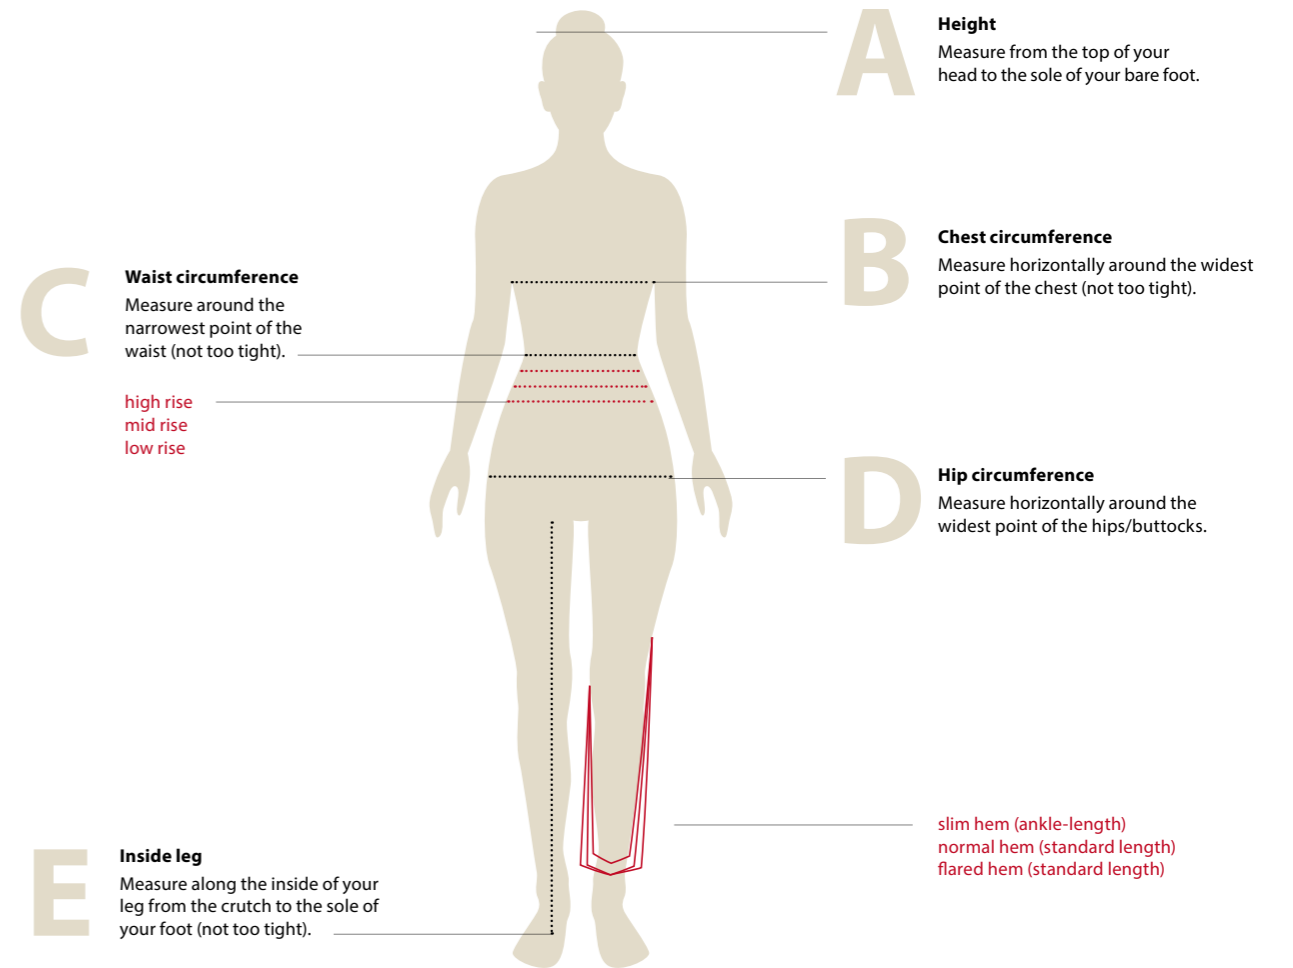 A
Height
Measure from the top of your
head to the sole of your bare foot.
B
Chest circumference
Measure horizontally around the widest
point of the chest (not too tight).
C
Waist circumference
Measure around the
narrowest point of the
waist (not too tight).
high rise
mid rise
low rise
D
Hip circumference
Measure horizontally around the
widest point of the hips/buttocks.
slim hem (ankle-length)
normal hem (standard length)
flared hem (standard length)
E
Inside leg
Measure along the inside of your
leg from the crutch to the sole of
your foot (not too tight).